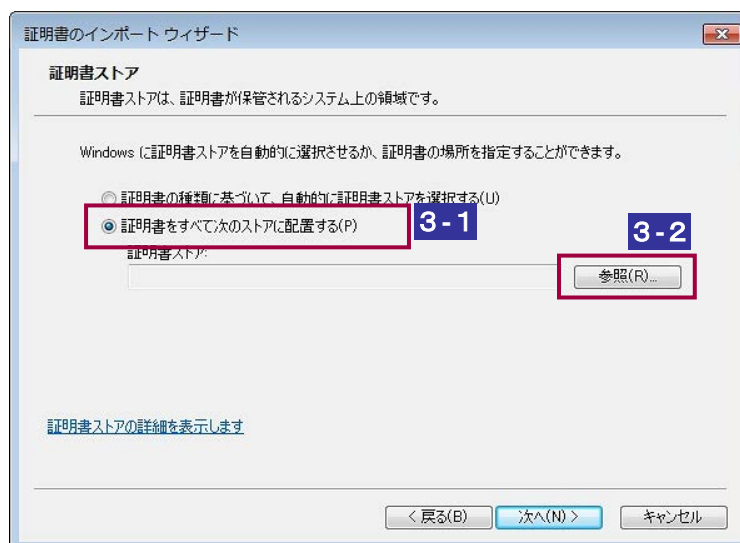 証明書のインポート ウィザード
証明書ストア
証明書ストアは、証明書が保管されるシステム上の領域です。
Windows に証明書ストアを自動的に選択させるか、証明書の場所を指定することができます。
証明書の種類に基づいて、自動的に証明書ストアを選択する(U)
証明書をすべて次のストアに配置する(P)
3-1
3-2
証明書ストア:
参照(R)...
証明書ストアの詳細を表示します
< 戻る(B)
次へ(N) >
キャンセル